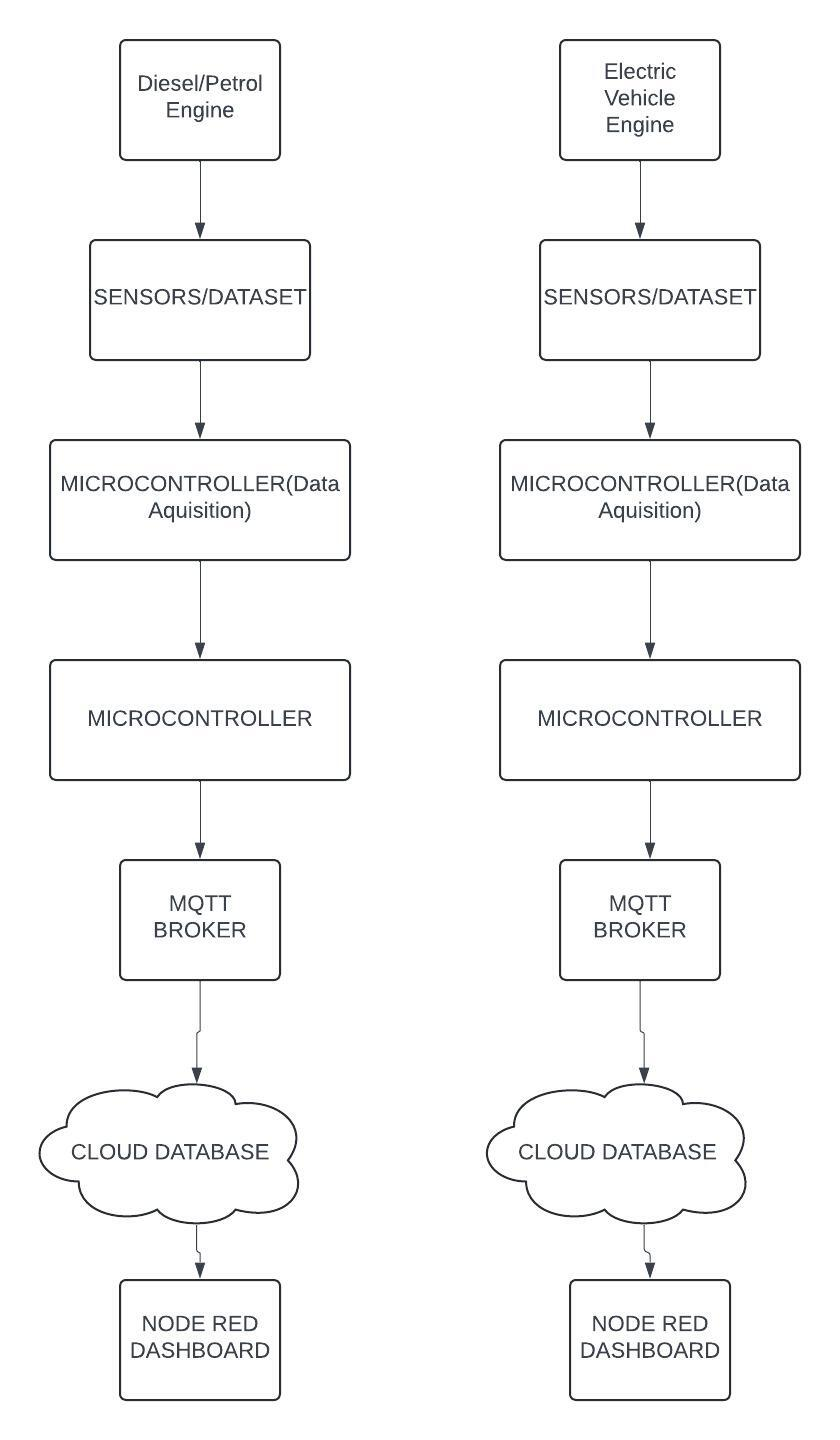 Diesel/Petrol
Engine
SENSORS/DATASET
MICROCONTROLLER(Data
Aquisition)
MICROCONTROLLER
MQTT
BROKER
CLOUD DATABASE
NODE RED
DASHBOARD
Electric
Vehicle
Engine
SENSORS/DATASET
MICROCONTROLLER(Data
Aquisition)
MICROCONTROLLER
MQTT
BROKER
CLOUD DATABASE
NODE RED
DASHBOARD